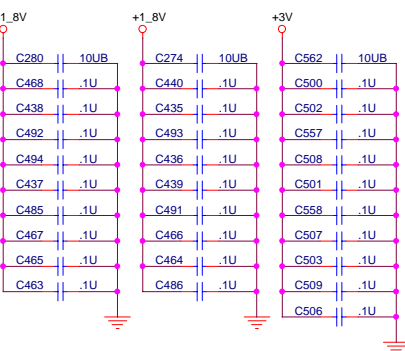 1_8V +1_8V +3V
C280 10UB C274 10UB C562 10UB
C468 .1U C440 .1U C500 .1U
C438 .1U C435 .1U C502 .1U
C492 .1U C493 .1U C557 .1U
C494 .1U C436 .1U C508 .1U
C437 .1U C439 .1U C501 .1U
C485 .1U C491 .1U C558 .1U
C467 .1U C466 .1U C507 .1U
C465 .1U C464 .1U C503 .1U
C463 .1U C486 .1U C509 .1U
C506 .1U